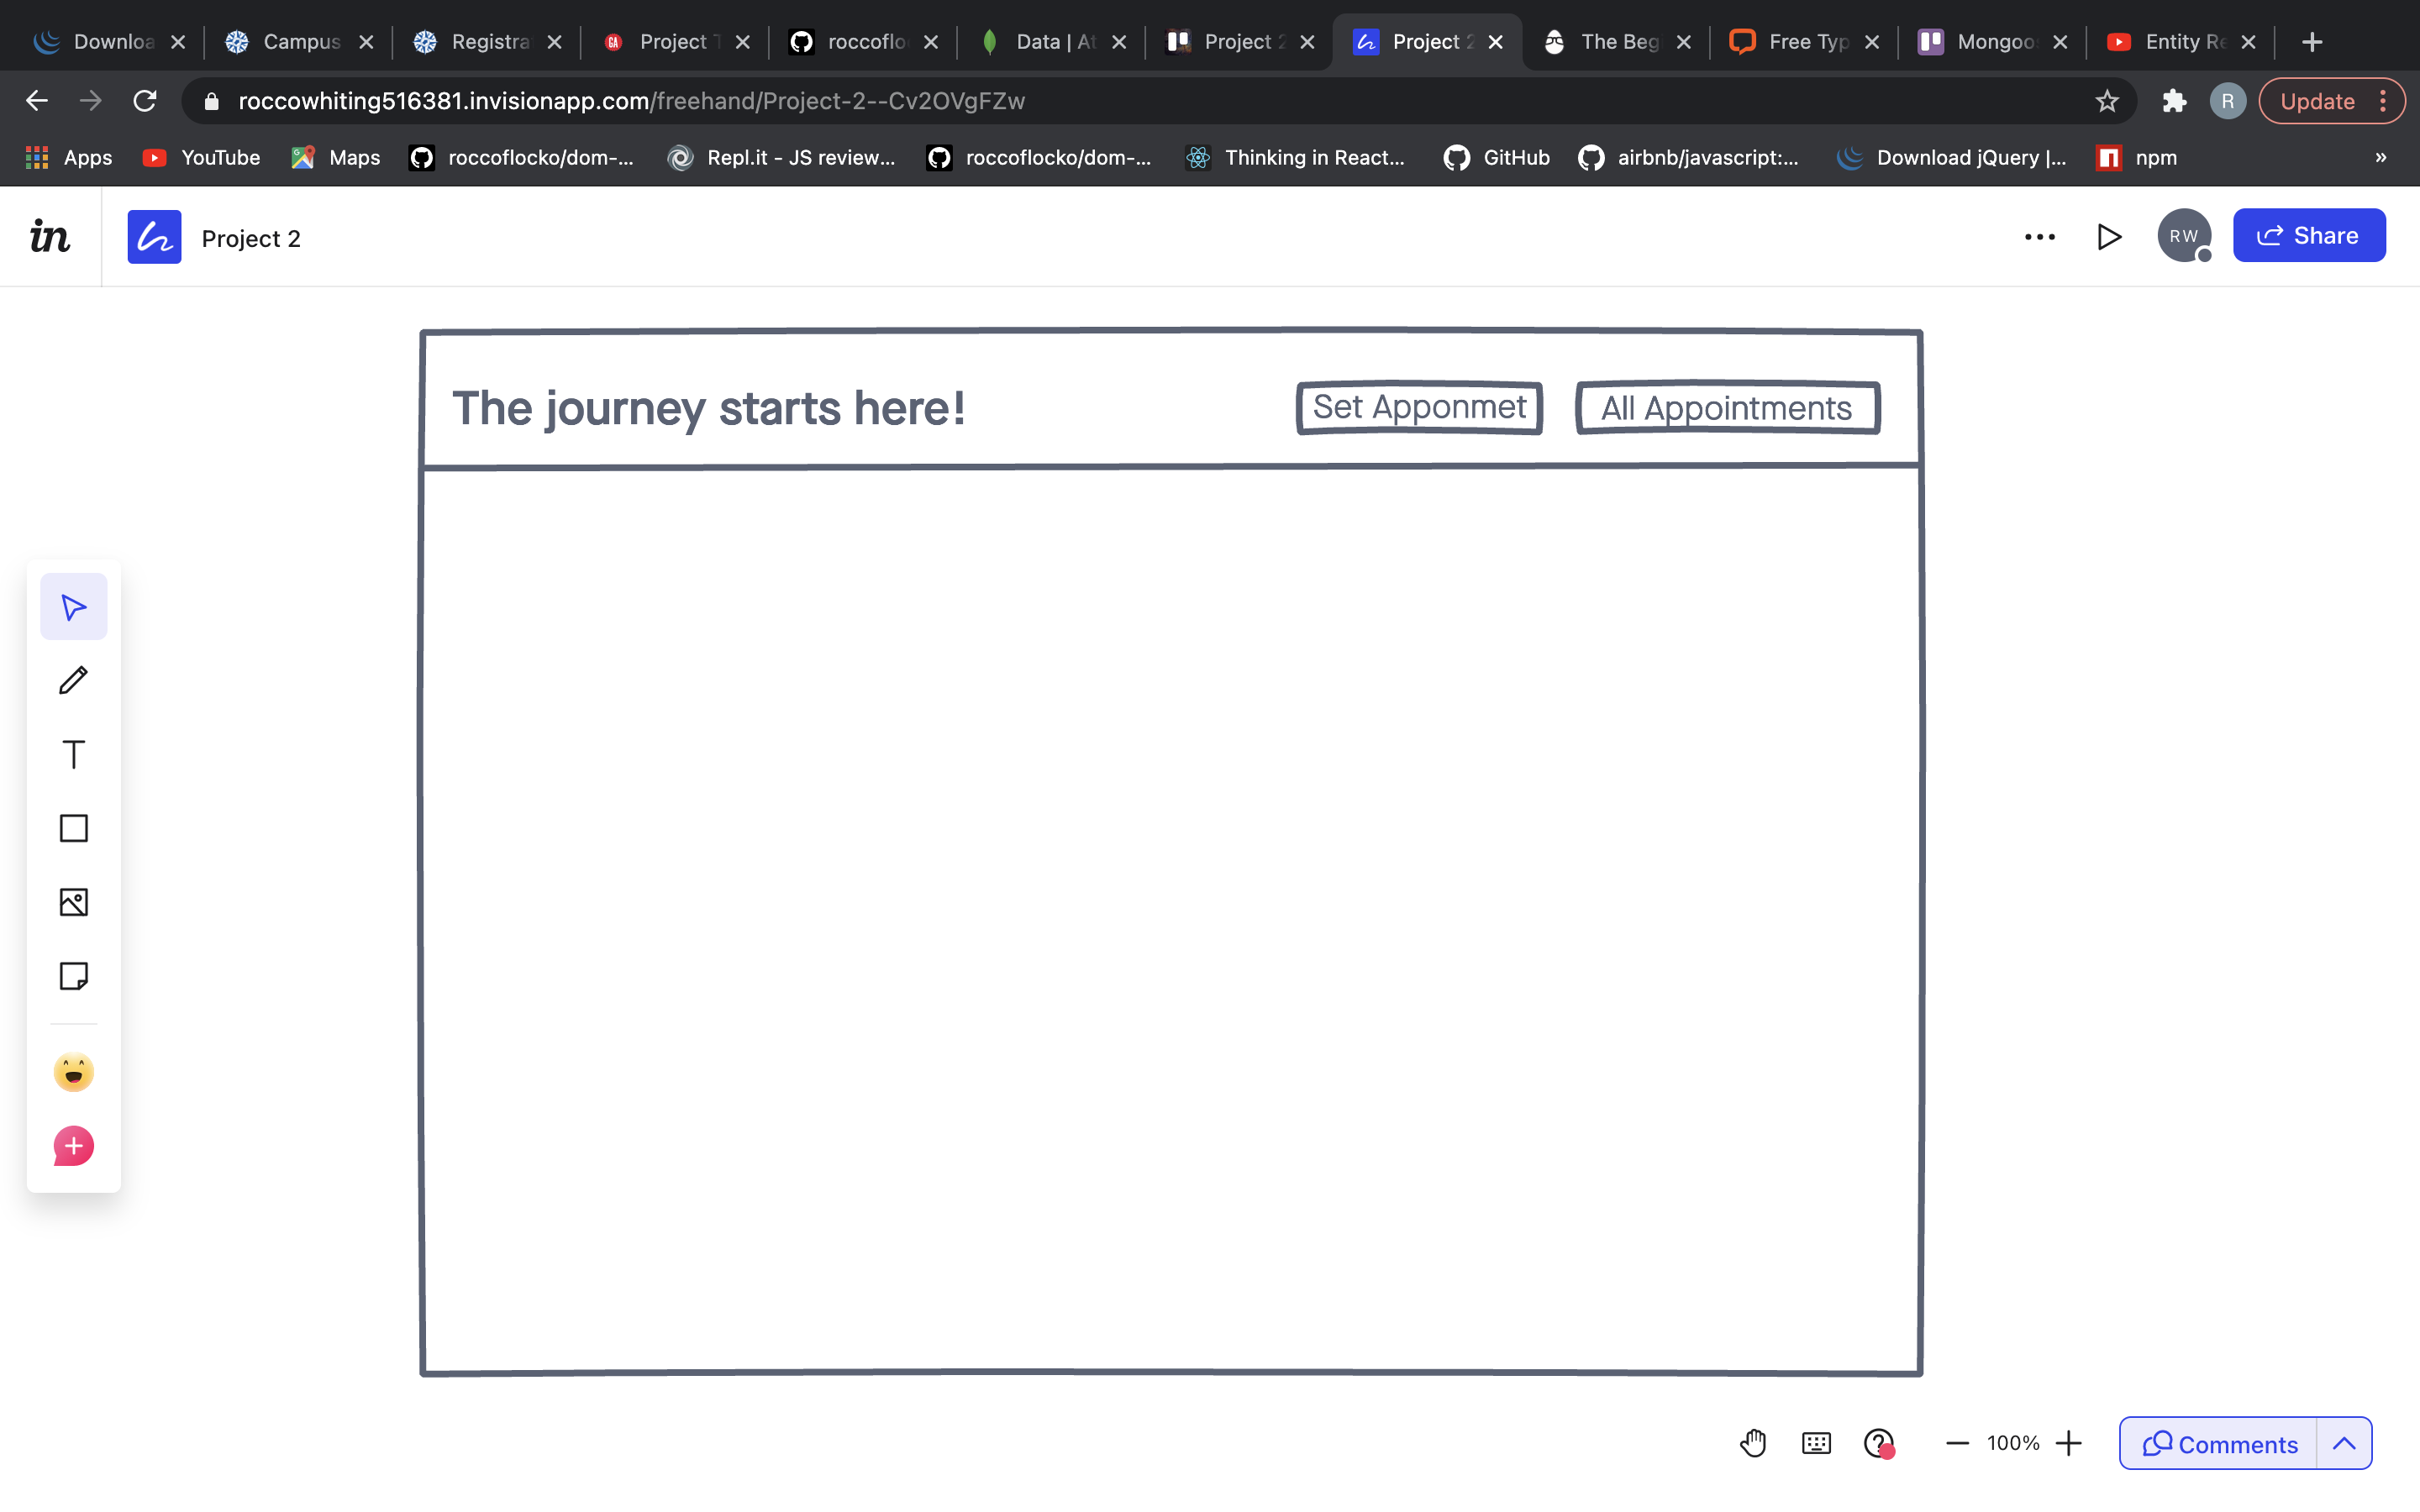 Downloa Campus Registra Project T roccoflo Data | At Project 2 Project 2 The Beg Free Typ Mongoo Entity Re
roccowhiting516381.invisionapp.com/freehand/Project-2--Cv2OVgFZw R Update
Apps YouTube Maps roccoflocko/dom-... Repl.it - JS review... roccoflocko/dom-... Thinking in React... GitHub airbnb/javascript:... Download jQuery |... npm »
in Project 2 RW Share
The journey starts here! Set Apponmet All Appointments
T
100% Comments